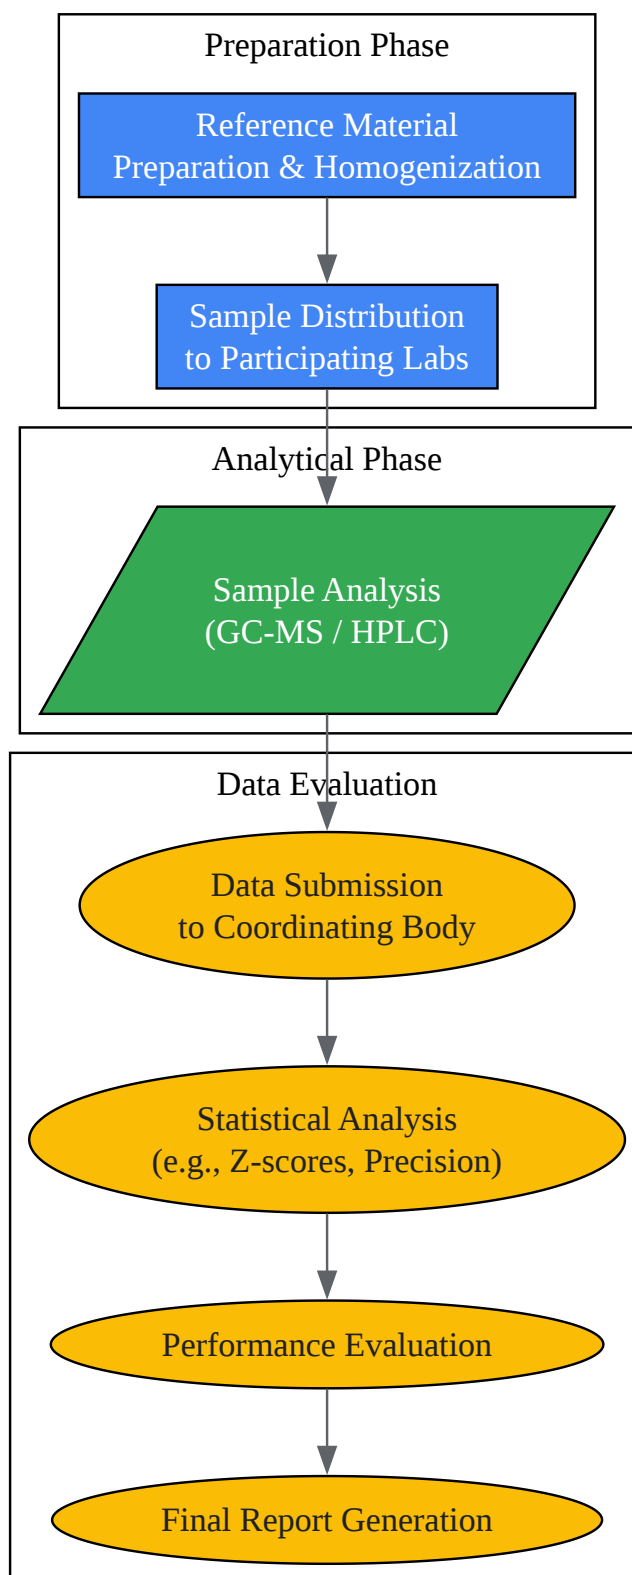 Preparation Phase
Reference Material
Preparation & Homogenization
Sample Distribution
to Participating Labs
Analytical Phase
Sample Analysis
(GC-MS / HPLC)
Data Evaluation
Data Submission
to Coordinating Body
Statistical Analysis
(e.g., Z-scores, Precision)
Performance Evaluation
Final Report Generation